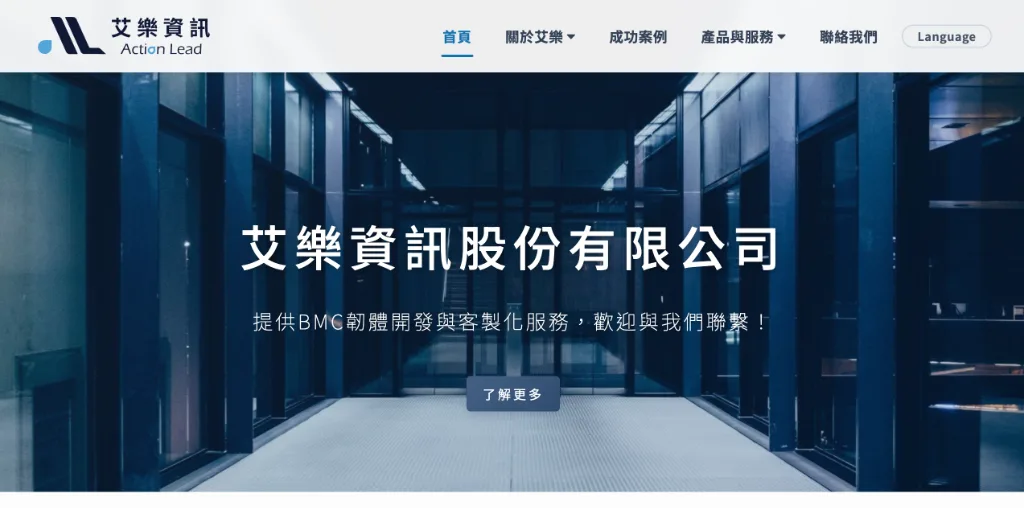 艾樂資訊
Action Lead
首頁
關於艾樂
成功案例
產品與服務
聯絡我們
Language
艾樂資訊股份有限公司
提供BMC韌體開發與客製化服務，歡迎與我們聯繫！
了解更多